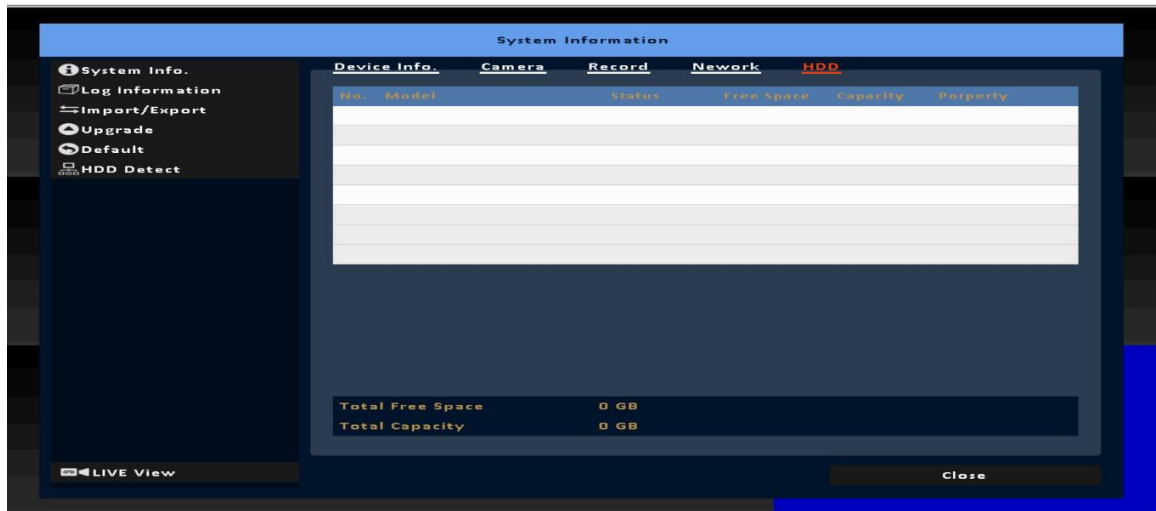 System Information
System Info.
Log Information
Import/Export
Upgrade
Default
HDD Detect
LIVE View
Device Info. Camera Record Nework HDD
No. Model Status Free Space Capacity Porperty
Total Free Space 0 GB
Total Capacity 0 GB
Close